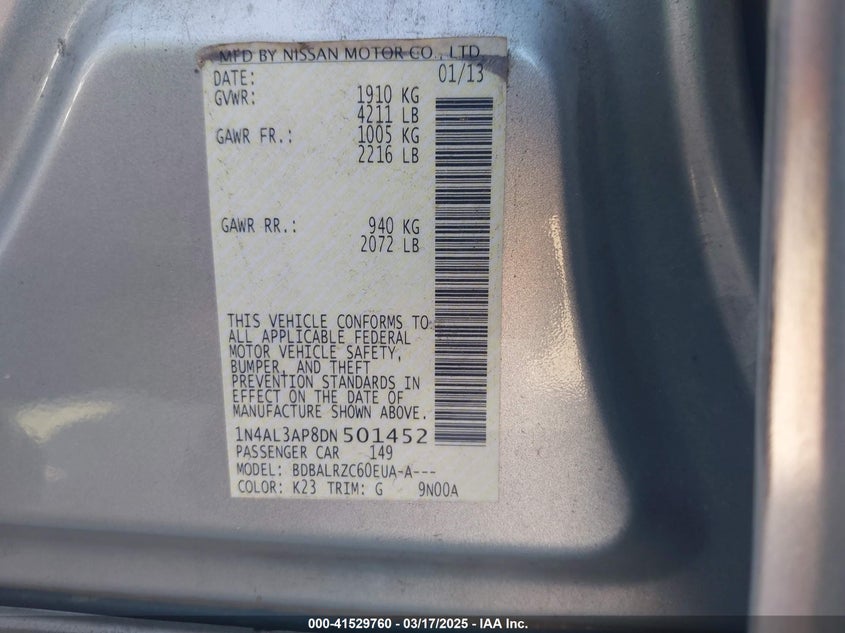 MFD BY NISSAN MOTOR CO., LTD.
DATE: 01/13
GVWR: 1910 KG
4211 LB
GAWR FR.: 1005 KG
2216 LB
GAWR RR.: 940 KG
2072 LB
THIS VEHICLE CONFORMS TO
ALL APPLICABLE FEDERAL
MOTOR VEHICLE SAFETY,
BUMPER, AND THEFT
PREVENTION STANDARDS IN
EFFECT ON THE DATE OF
MANUFACTURE SHOWN ABOVE.
1N4AL3AP8DN501452
PASSENGER CAR 149
MODEL: BDBALRZC60EUA-A---
COLOR: K23 TRIM: G 9N00A
000-41529760 — 03/17/2025 — IAA Inc.